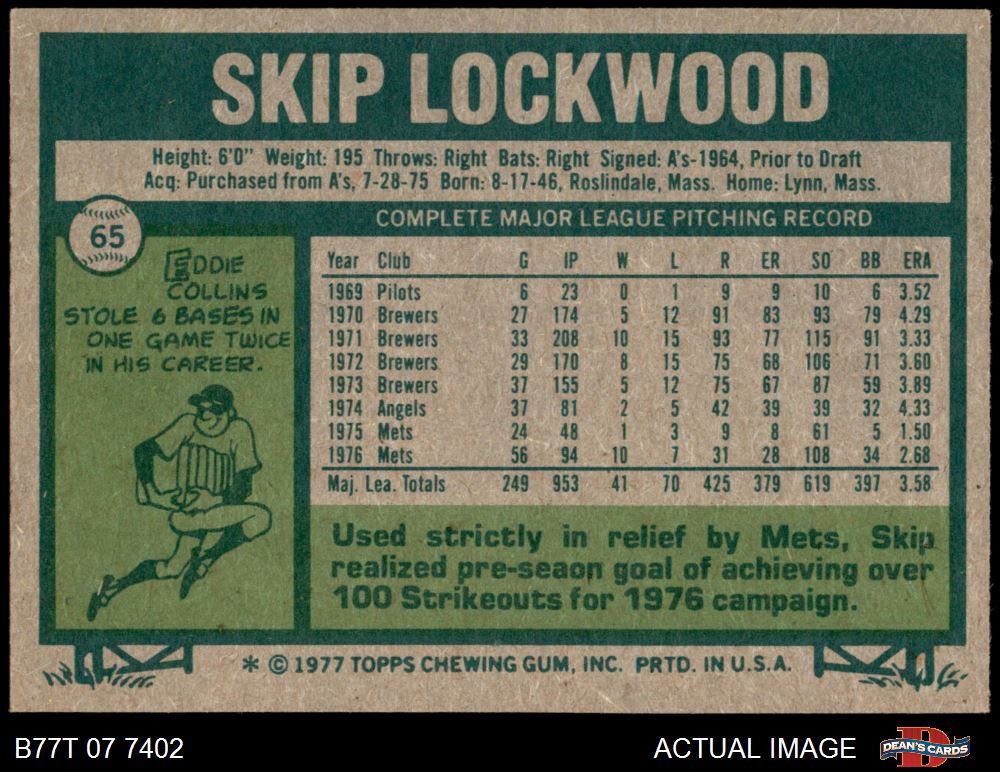 SKIP LOCKWOOD
Height: 6'0" Weight: 195 Throws: Right Bats: Right Signed: A's-1964, Prior to Draft
Acq: Purchased from A's, 7-28-75 Born: 8-17-46, Roslindale, Mass. Home: Lynn, Mass.
65
COMPLETE MAJOR LEAGUE PITCHING RECORD
EDDIE
COLLINS
STOLE 6 BASES IN
ONE GAME TWICE
IN HIS CAREER.
Year Club G IP W L R ER SO BB ERA
1969 Pilots 6 23 0 1 9 9 10 6 3.52
1970 Brewers 27 174 5 12 91 83 93 79 4.29
1971 Brewers 33 208 10 15 93 77 115 91 3.33
1972 Brewers 29 170 8 15 75 68 106 71 3.60
1973 Brewers 37 155 5 12 75 67 87 59 3.89
1974 Angels 37 81 2 5 42 39 39 32 4.33
1975 Mets 24 48 1 3 9 8 61 5 1.50
1976 Mets 56 94 10 7 31 28 108 34 2.68
Maj. Lea. Totals 249 953 41 70 425 379 619 397 3.58
Used strictly in relief by Mets, Skip
realized pre-seaon goal of achieving over
100 Strikeouts for 1976 campaign.
* © 1977 TOPPS CHEWING GUM, INC. PRTD. IN U.S.A.
B77T 07 7402
ACTUAL IMAGE
D
DEAN'S CARDS